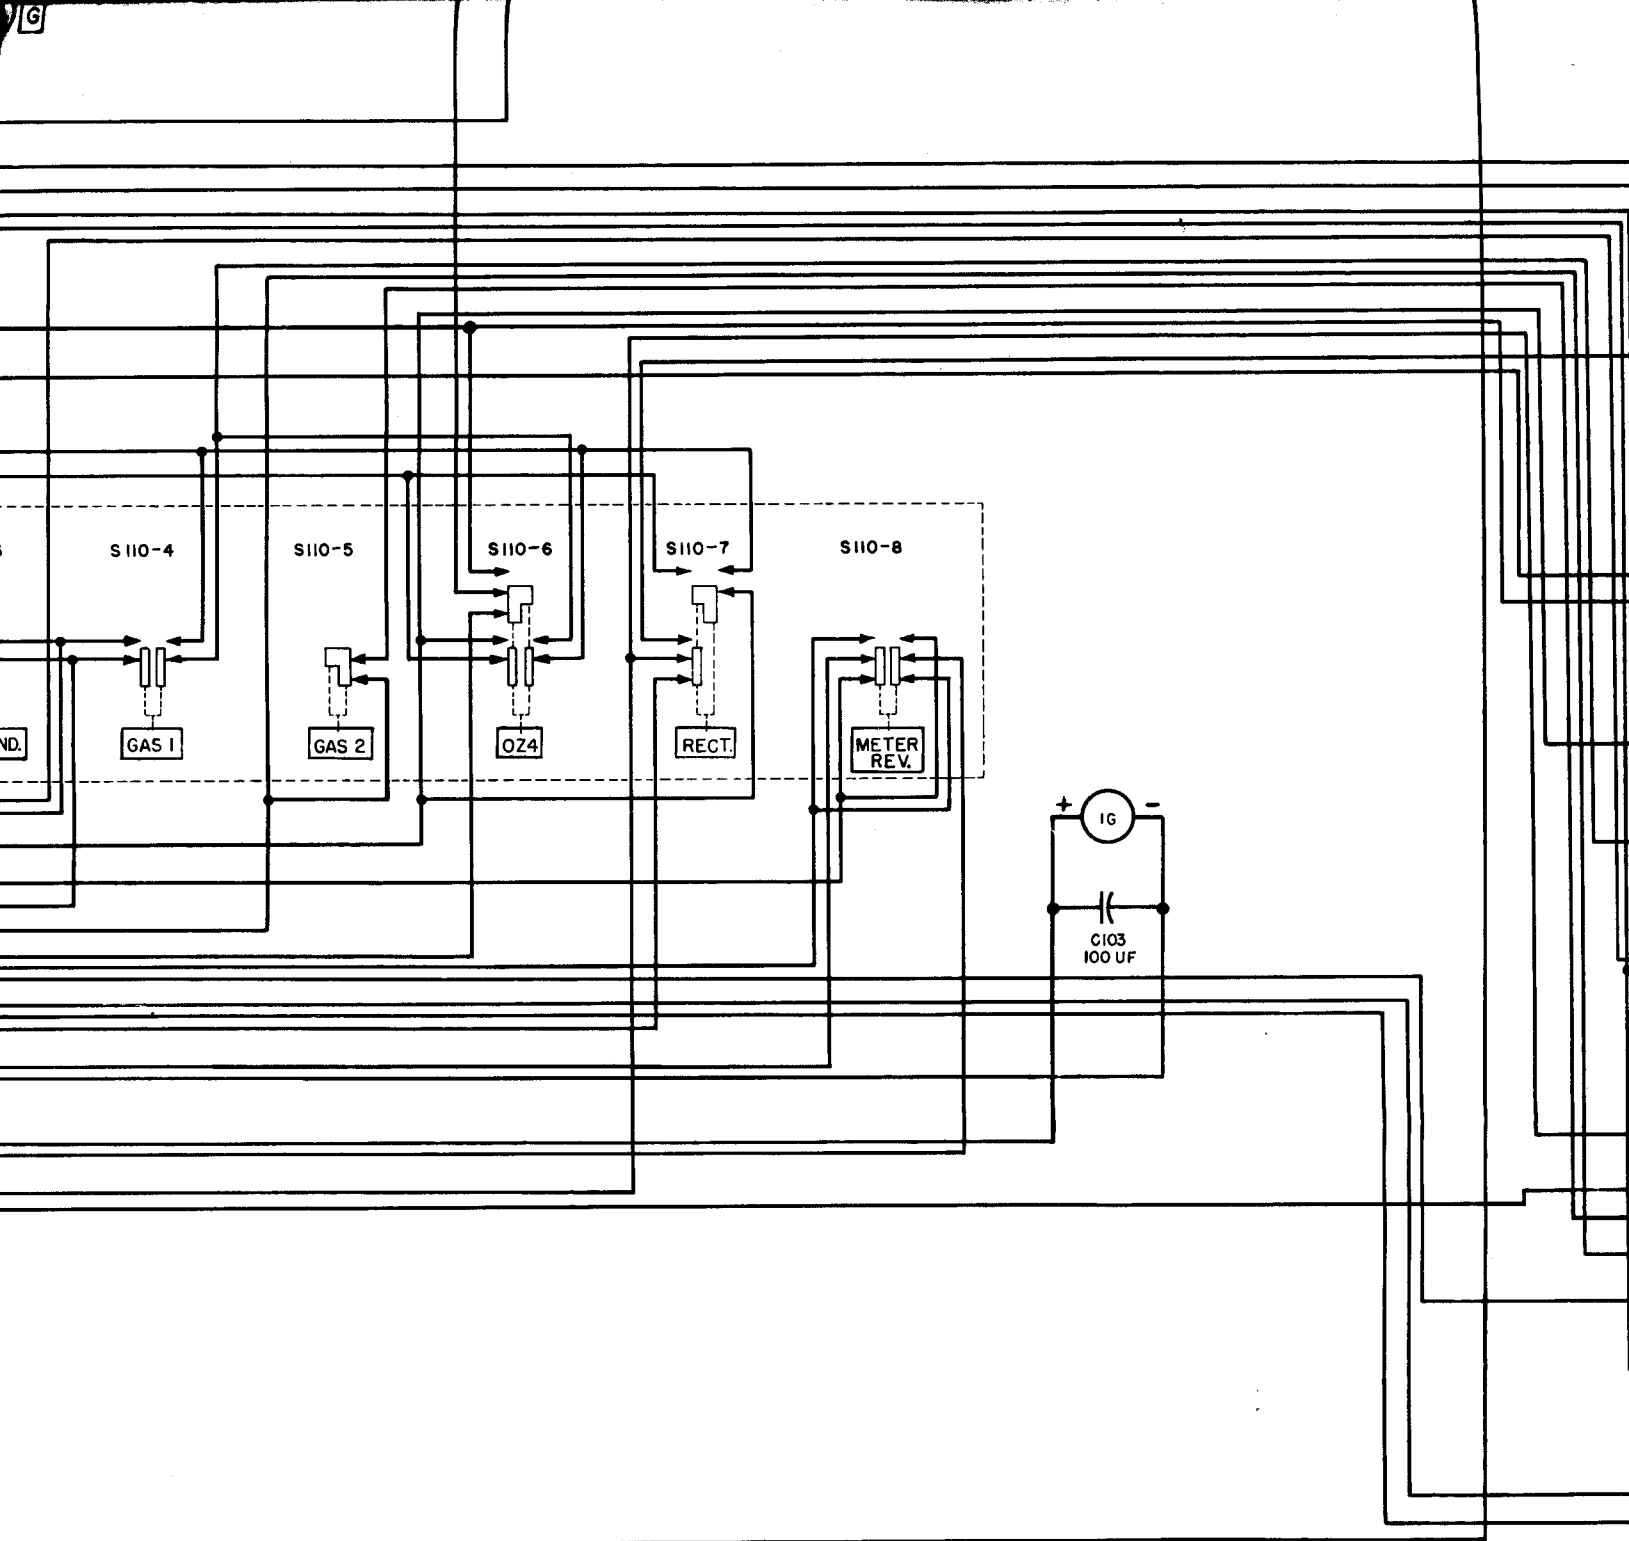 G
S110-4
S110-5
S110-6
S110-7
S110-8
ND.
GAS 1
GAS 2
OZ4
RECT.
METER
REV.
+
-
1G
C103
100 UF